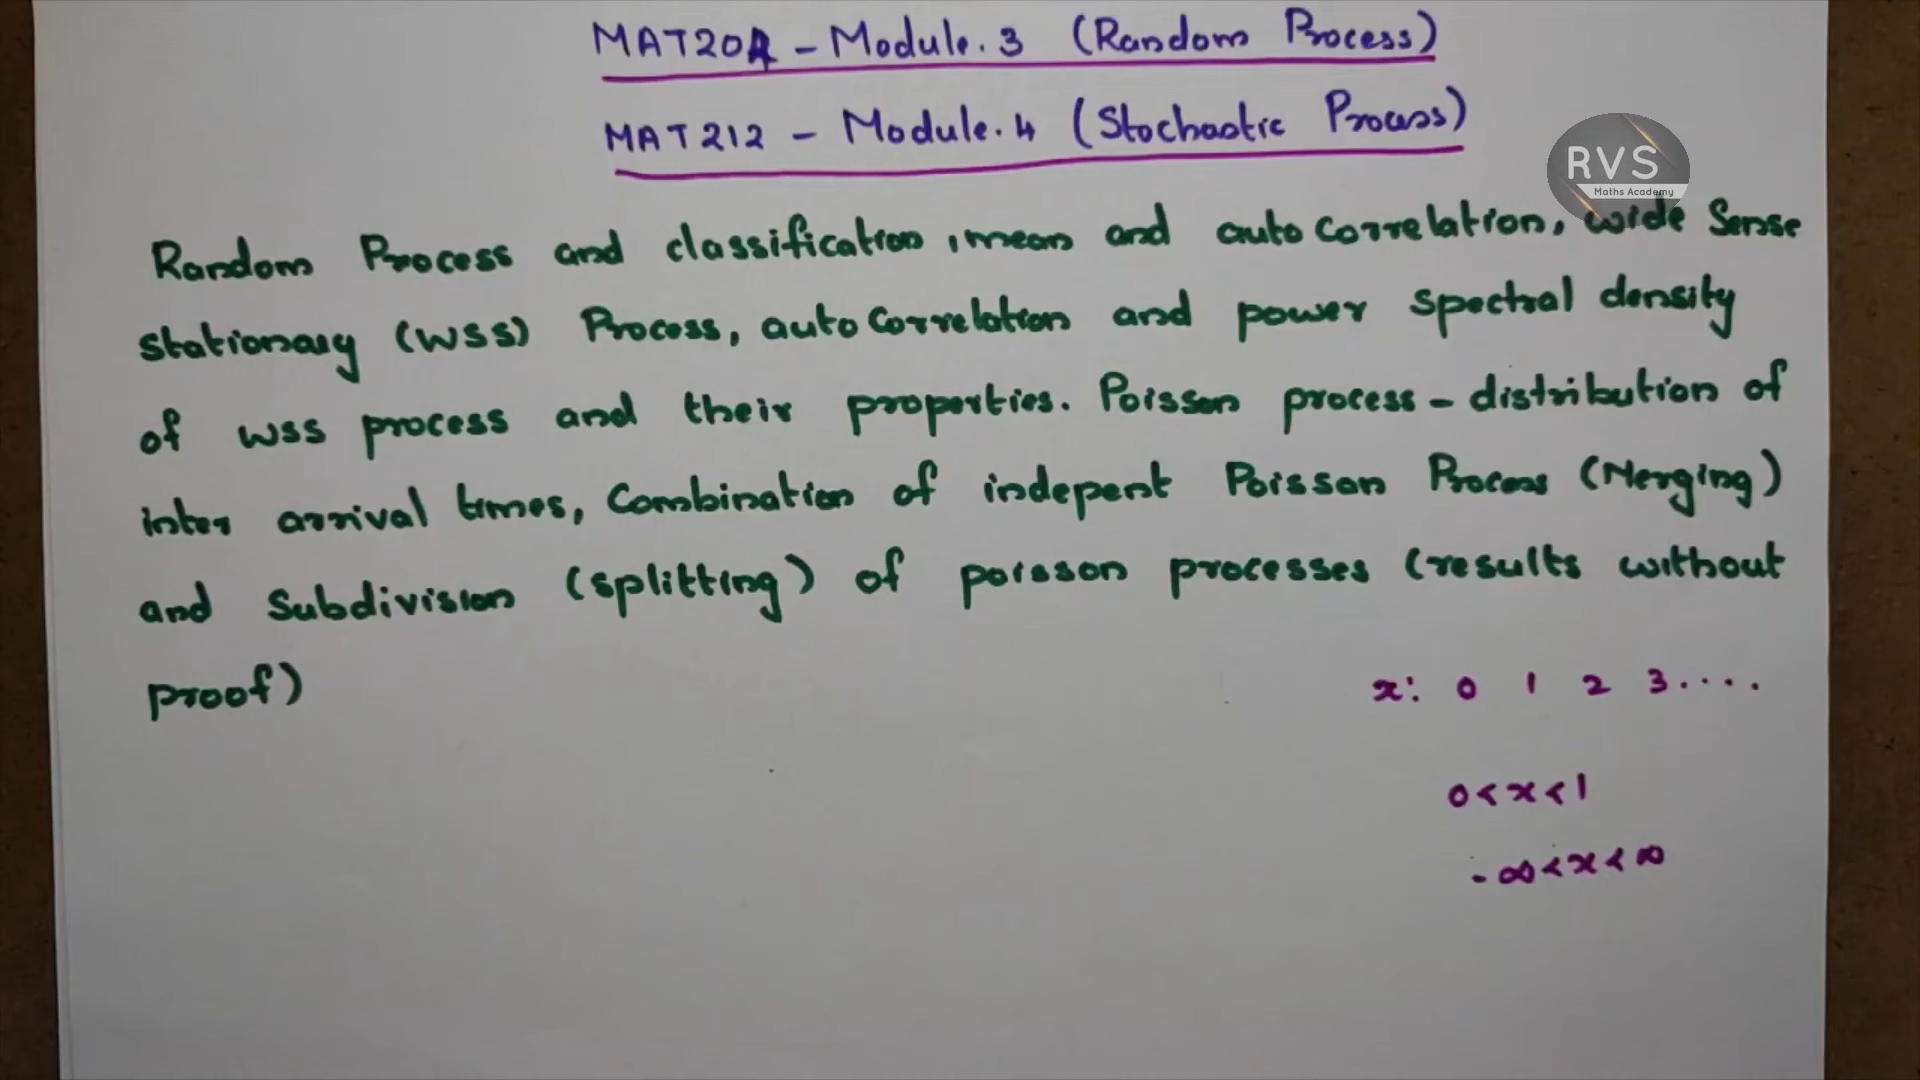 MAT204 - Module.3 (Random Process)
MAT212 - Module.4 (Stochastic Process)
RVS
Maths Academy
Random Process and classification, mean and auto correlation, wide Sense
stationary (WSS) Process, auto correlation and power spectral density
of WSS process and their properties. Poisson process - distribution of
inter arrival times, Combination of indepent Poisson Process (Merging)
and Subdivision (splitting) of poisson processes (results without
proof)
x: 0 1 2 3....
0<x<1
-∞<x<∞